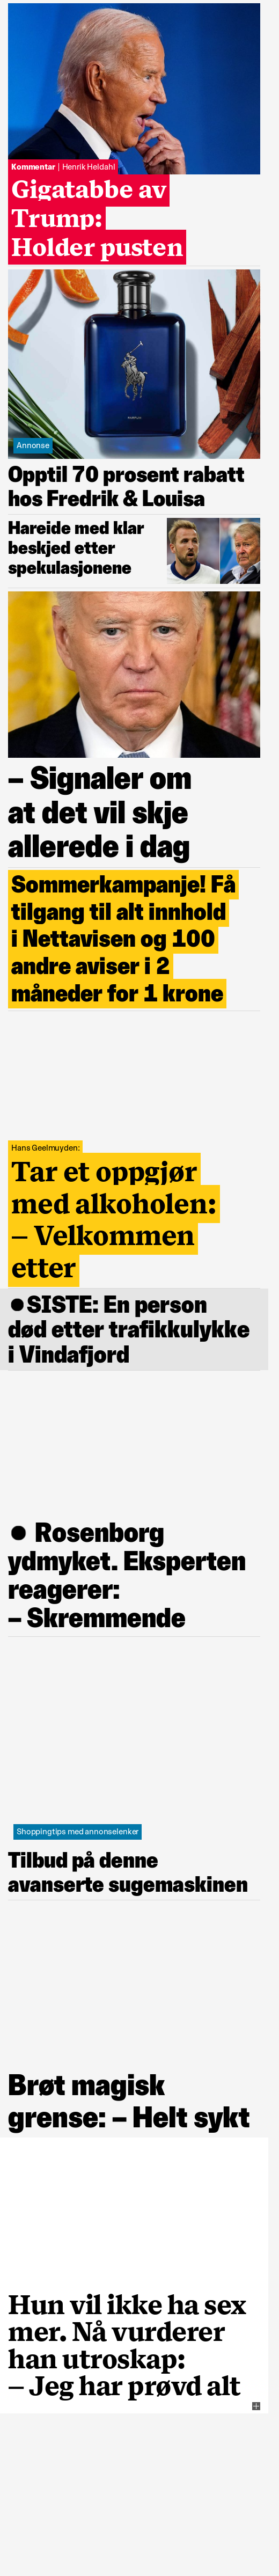 Kommentar | Henrik Heldahl
Gigatabbe av
Trump:
Holder pusten
Annonse
Opptil 70 prosent rabatt
hos Fredrik & Louisa
Hareide med klar
beskjed etter
spekulasjonene
– Signaler om
at det vil skje
allerede i dag
Sommerkampanje! Få
tilgang til alt innhold
i Nettavisen og 100
andre aviser i 2
måneder for 1 krone
Hans Geelmuyden:
Tar et oppgjør
med alkoholen:
– Velkommen
etter
SISTE: En person
død etter trafikkulykke
i Vindafjord
Rosenborg
ydmyket. Eksperten
reagerer:
– Skremmende
Shoppingtips med annonselenker
Tilbud på denne
avanserte sugemaskinen
Brøt magisk
grense: – Helt sykt
Hun vil ikke ha sex
mer. Nå vurderer
han utroskap:
– Jeg har prøvd alt